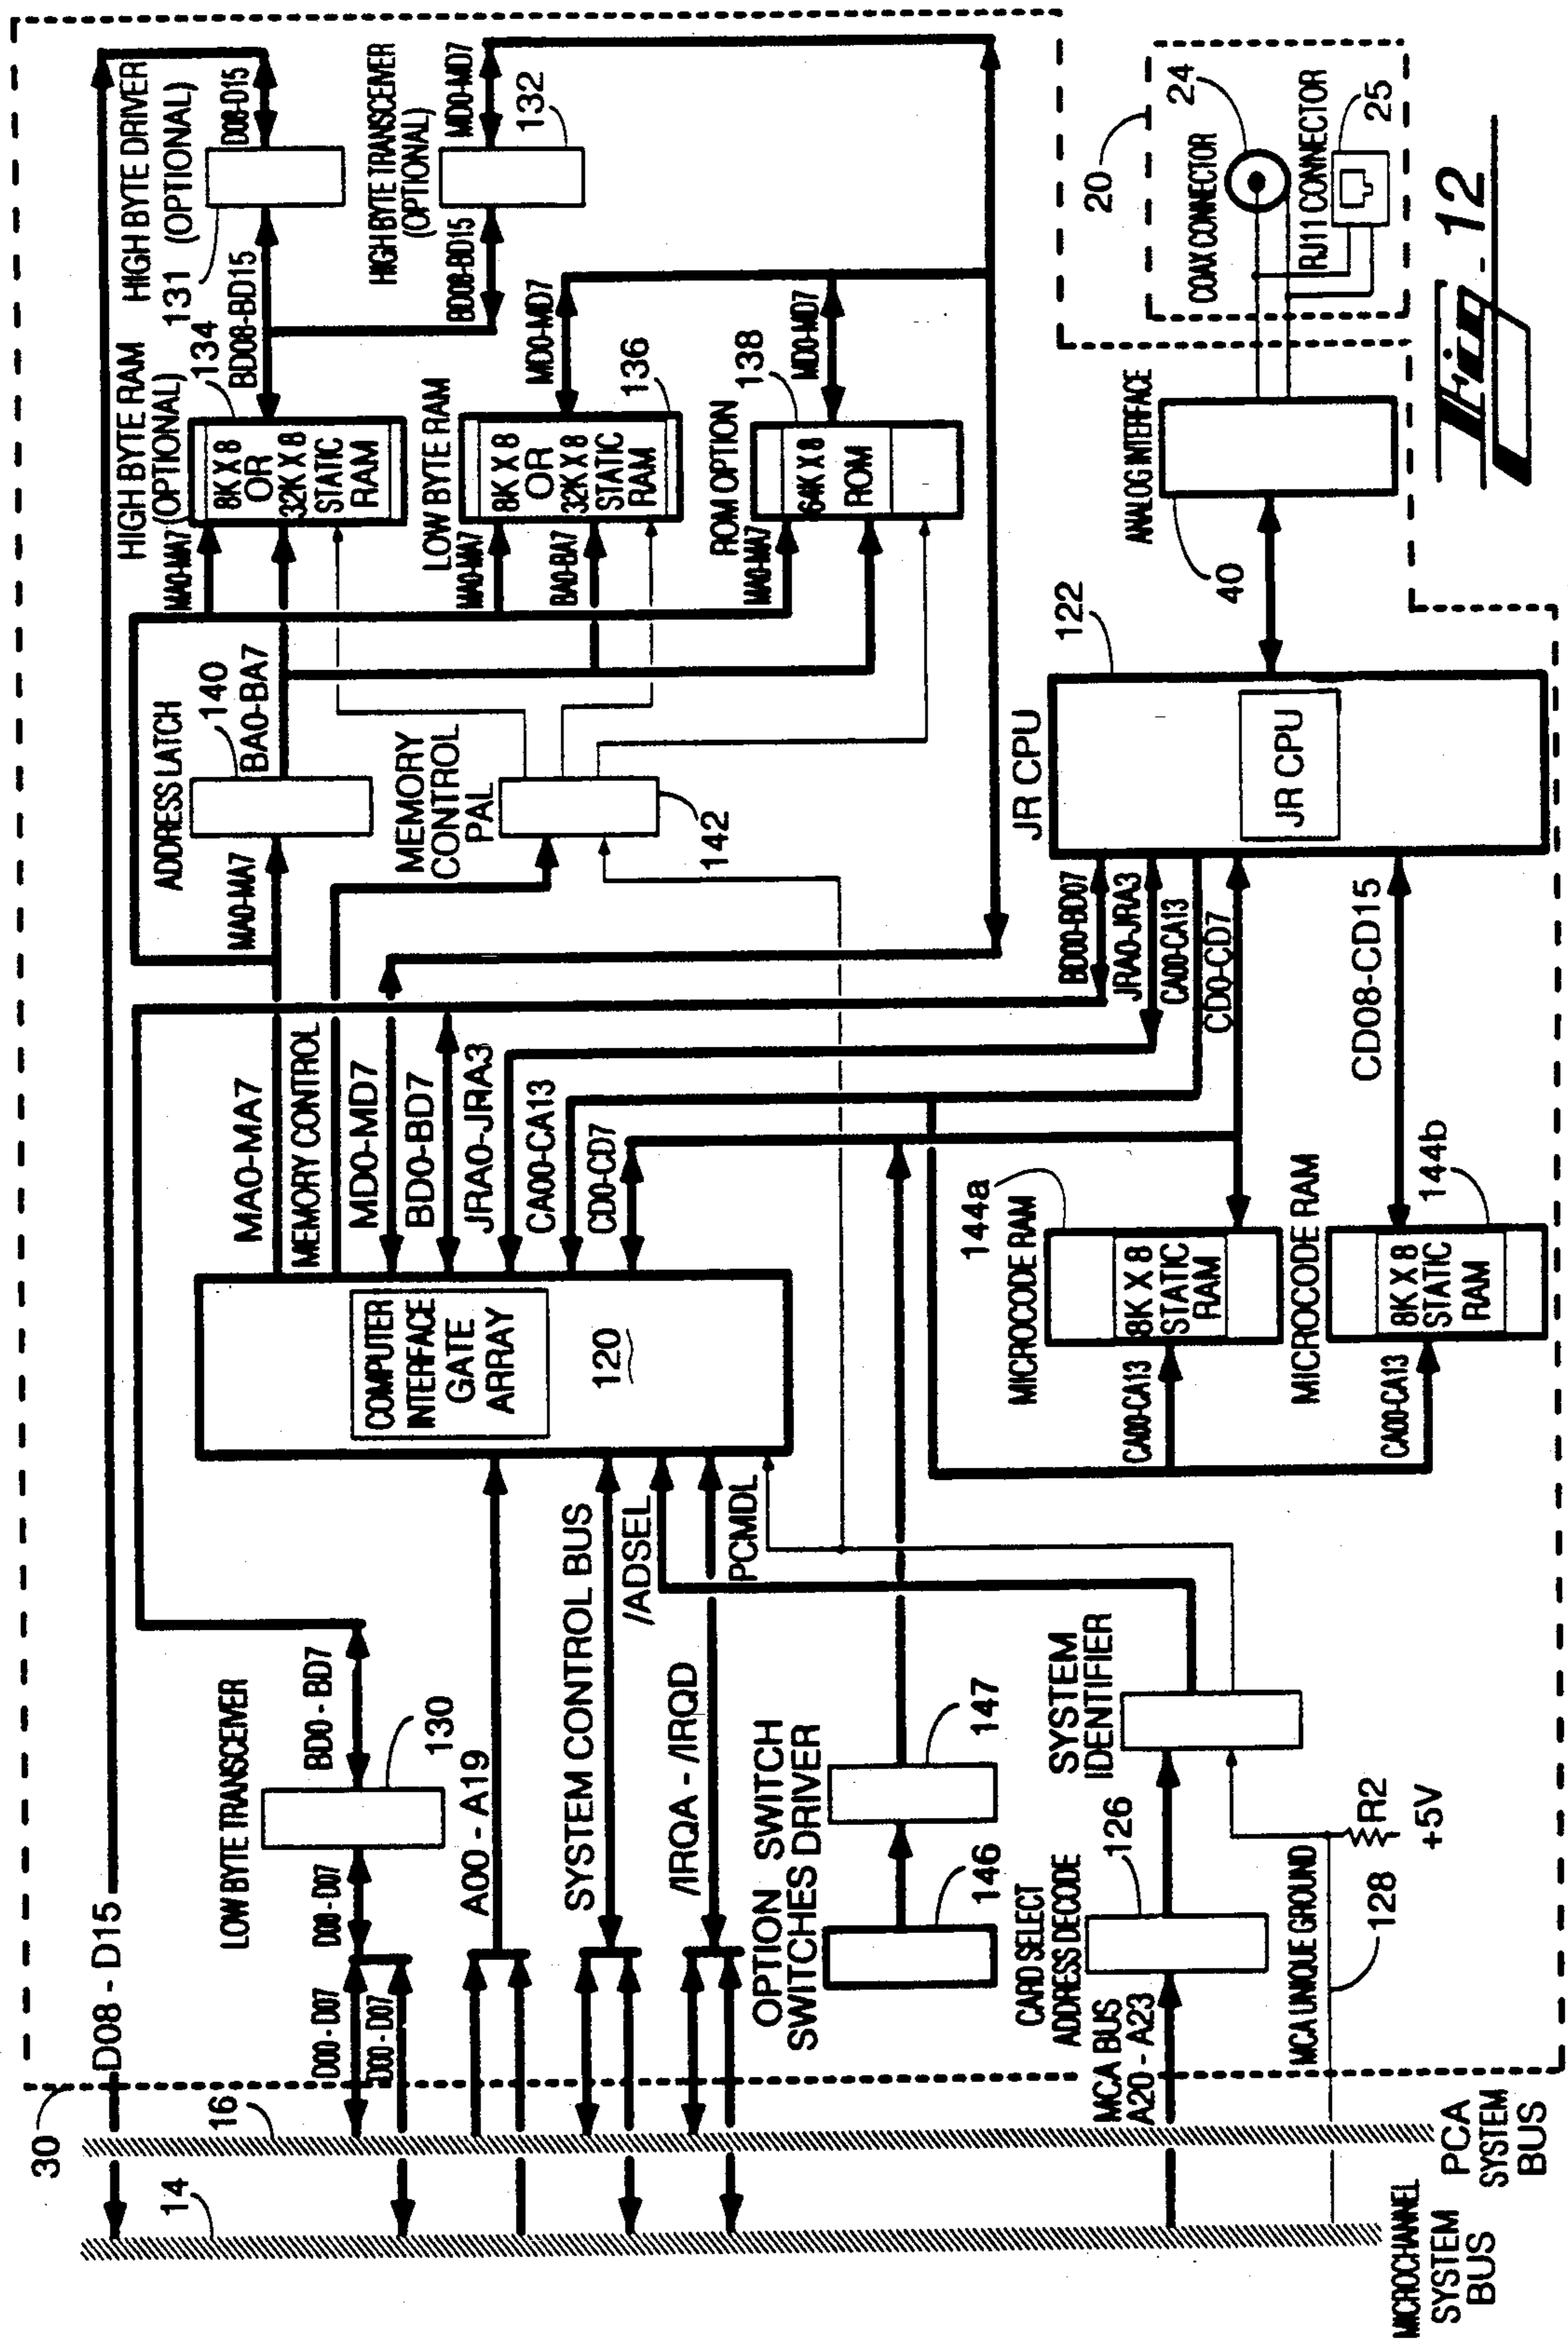 30
16
14
MICROCHANNEL
SYSTEM
BUS
PCA
SYSTEM
BUS
D08 - D15
D00 - D07
D00 - D07
D00 - D07
LOW BYTE TRANSCEIVER
BD0 - BD7
130
A00 - A19
SYSTEM CONTROL BUS
/ADSEL
/IRQA - /IRQD
PCMDL
OPTION SWITCH
SWITCHES DRIVER
146
147
CARD SELECT
ADDRESS DECODE
126
MCA BUS
A20 - A23
SYSTEM
IDENTIFIER
MCA UNIQUE GROUND
128
R2
+5V
COMPUTER
INTERFACE
GATE
ARRAY
120
MA0-MA7
MEMORY CONTROL
MD0-MD7
BD0-BD7
JRA0-JRA3
CA00-CA13
CD0-CD7
MICROCODE RAM
144a
8K X 8
STATIC
RAM
CA00-CA13
MICROCODE RAM
144b
8K X 8
STATIC
RAM
CA00-CA13
ADDRESS LATCH
140
MA0-MA7
BA0-BA7
MEMORY
CONTROL
PAL
142
BD00-BD07
JRA0-JRA3
CA00-CA13
CD0-CD7
CD08-CD15
JR CPU
JR CPU
122
HIGH BYTE RAM
(OPTIONAL)
134
8K X 8
OR
32K X 8
STATIC
RAM
MA0-MA7
BD08-BD15
LOW BYTE RAM
136
8K X 8
OR
32K X 8
STATIC
RAM
MA0-MA7
BA0-BA7
MD0-MD7
ROM OPTION
138
64K X 8
ROM
MA0-MA7
MD0-MD7
HIGH BYTE DRIVER
131 (OPTIONAL)
D08-D15
HIGH BYTE TRANSCEIVER
(OPTIONAL)
132
BD08-BD15
MD0-MD7
ANALOG INTERFACE
40
20
COAX CONNECTOR
24
RJ11 CONNECTOR
25
Fig. 12